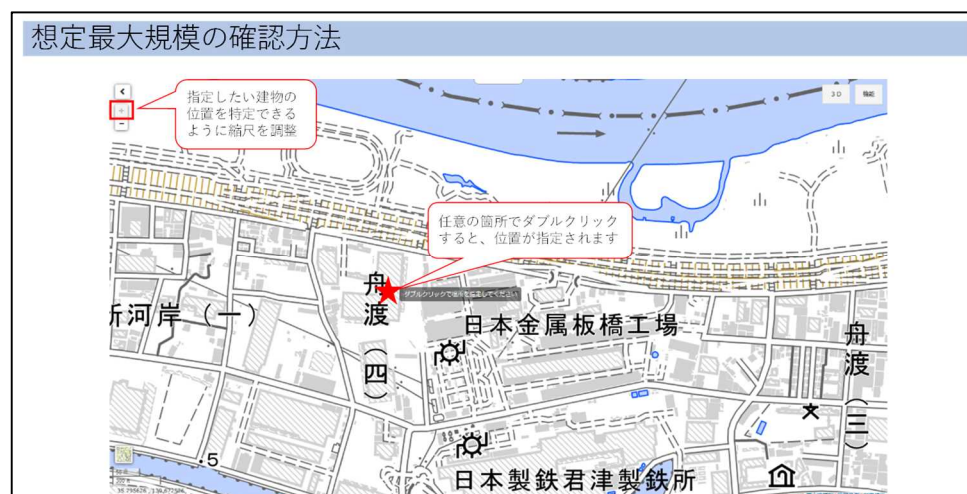 想定最大規模の確認方法
指定したい建物の
位置を特定できる
ように縮尺を調整
3D
機能
任意の箇所でダブルクリック
すると、位置が指定されます
舟渡(四)
ダブルクリックで場所を指定してください
新河岸(一)
日本金属板橋工場
舟渡(三)
・5
日本製鉄君津製鉄所